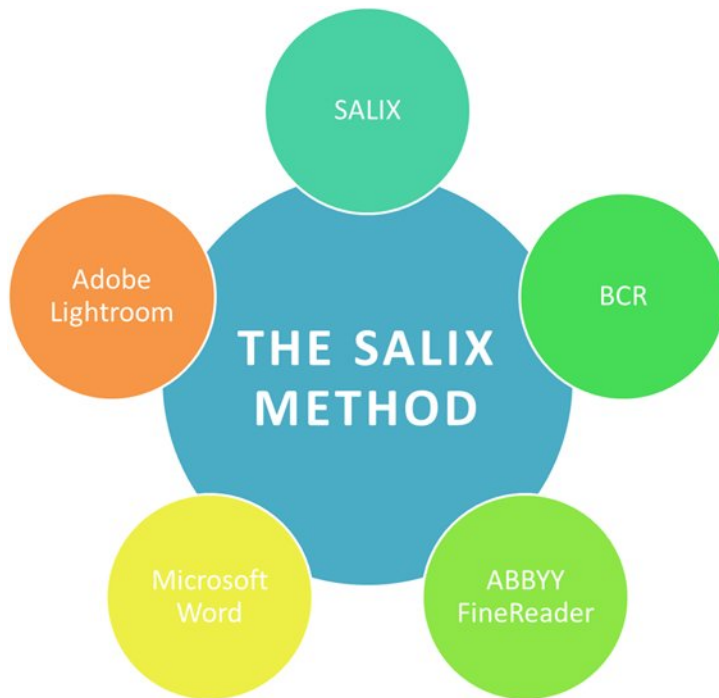 SALIX
Adobe
Lightroom
BCR
THE SALIX
METHOD
Microsoft
Word
ABBYY
FineReader